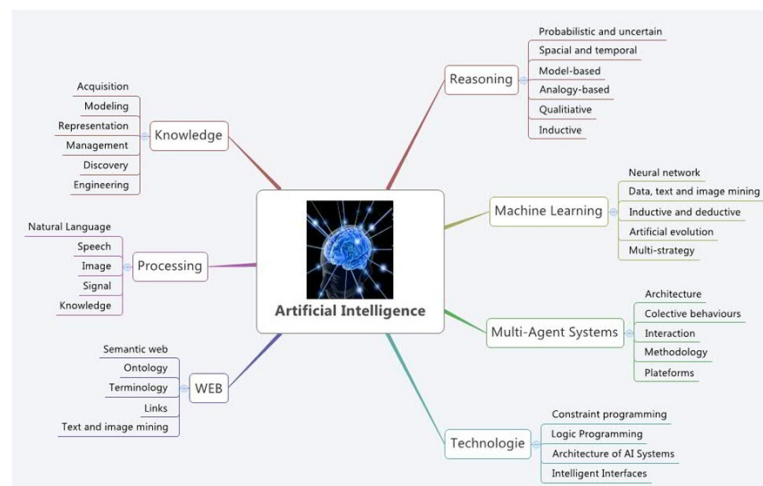 Artificial Intelligence
Reasoning
Probabilistic and uncertain
Spacial and temporal
Model-based
Analogy-based
Qualitiative
Inductive
Machine Learning
Neural network
Data, text and image mining
Inductive and deductive
Artificial evolution
Multi-strategy
Multi-Agent Systems
Architecture
Colective behaviours
Interaction
Methodology
Plateforms
Technologie
Constraint programming
Logic Programming
Architecture of AI Systems
Intelligent Interfaces
Knowledge
Acquisition
Modeling
Representation
Management
Discovery
Engineering
Processing
Natural Language
Speech
Image
Signal
Knowledge
WEB
Semantic web
Ontology
Terminology
Links
Text and image mining